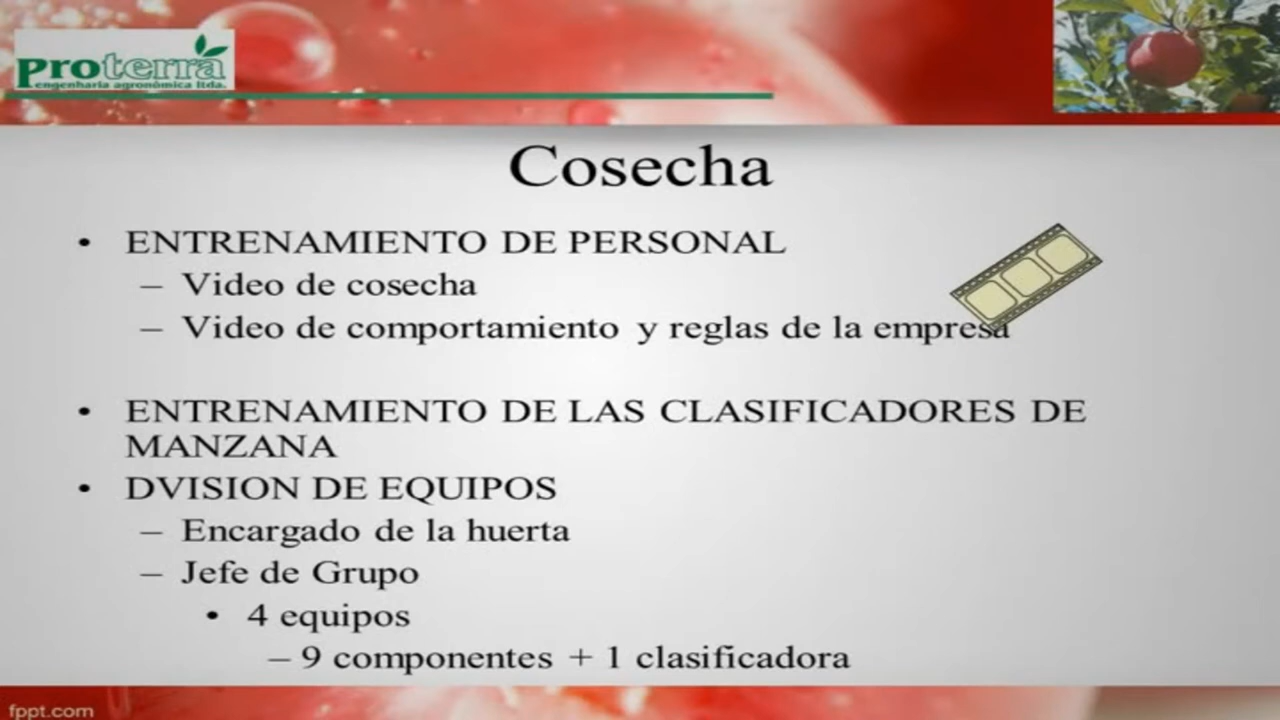 proterra
engenharia agronômica ltda.
Cosecha
• ENTRENAMIENTO DE PERSONAL
– Video de cosecha
– Video de comportamiento y reglas de la empresa
• ENTRENAMIENTO DE LAS CLASIFICADORES DE
MANZANA
• DVISION DE EQUIPOS
– Encargado de la huerta
– Jefe de Grupo
• 4 equipos
– 9 componentes + 1 clasificadora
fppt.com